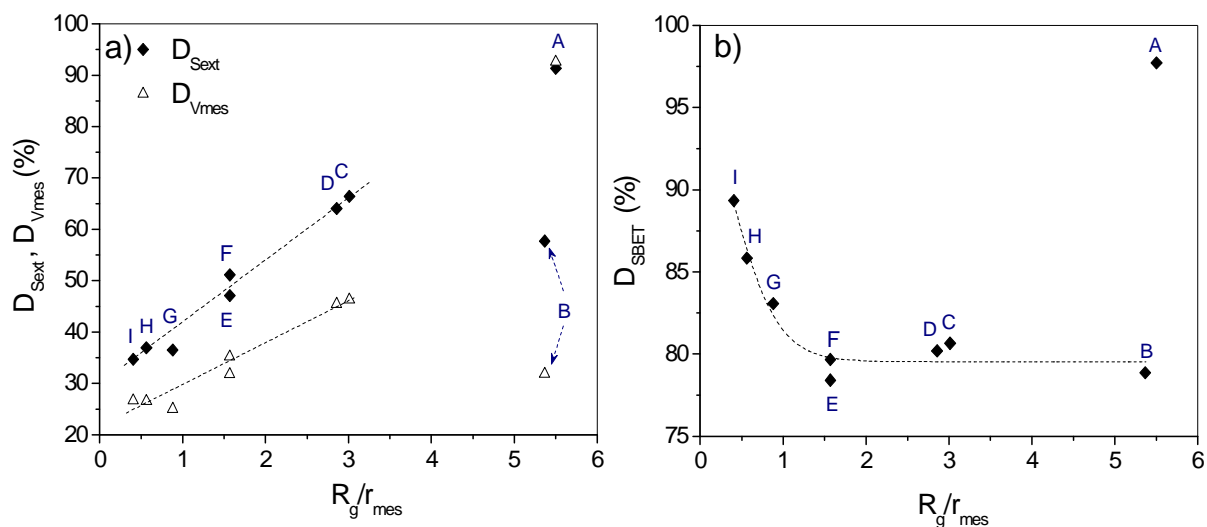 a)
D_Sext
D_Vmes
A
C
D
F
E
G
H
I
B
100
90
80
70
60
50
40
30
20
0 1 2 3 4 5 6
D_Sext, D_Vmes (%)
R_g/r_mes
b)
A
I
H
G
F
E
D
C
B
100
95
90
85
80
75
0 1 2 3 4 5 6
D_SBET (%)
R_g/r_mes